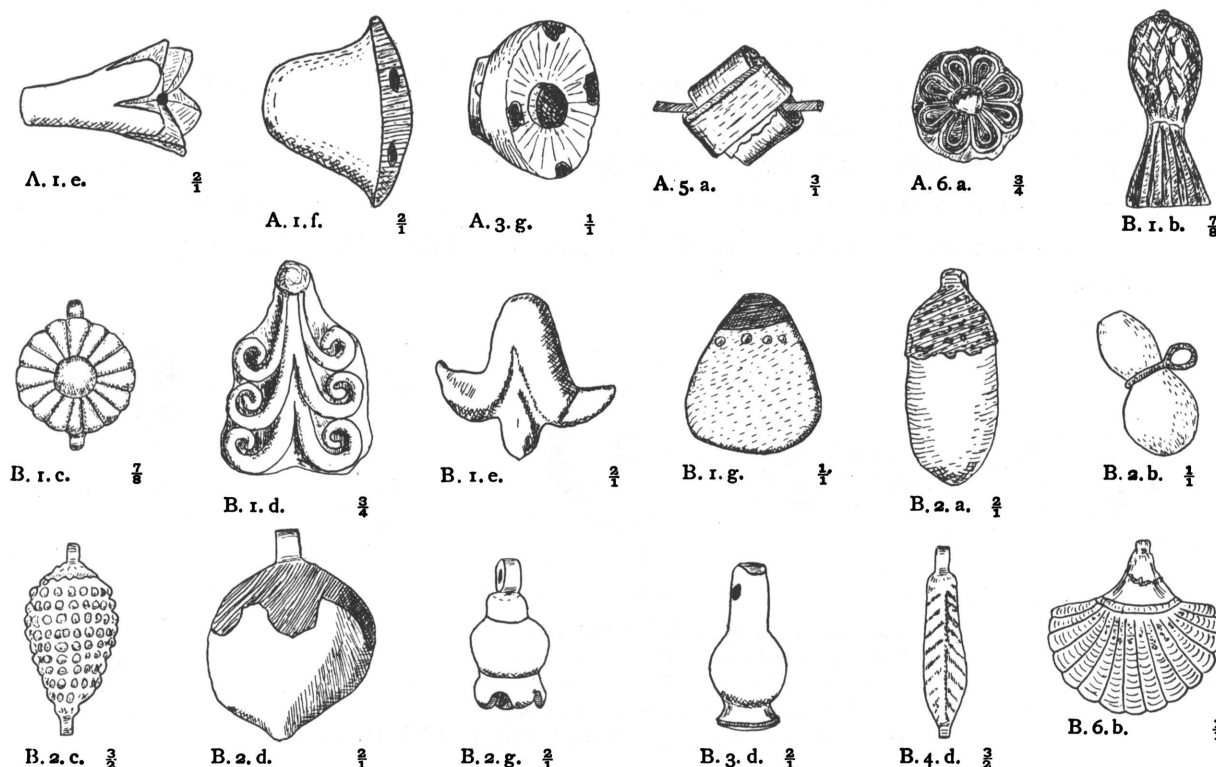 A. 1. e. 2/1
A. 1. f. 2/1
A. 3. g. 1/1
A. 5. a. 3/1
A. 6. a. 3/4
B. 1. b. 7/8
B. 1. c. 7/8
B. 1. d. 3/4
B. 1. e. 2/1
B. 1. g. 1/1
B. 2. a. 2/1
B. 2. b. 1/1
B. 2. c. 3/2
B. 2. d. 2/1
B. 2. g. 2/1
B. 3. d. 2/1
B. 4. d. 3/2
B. 6. b.